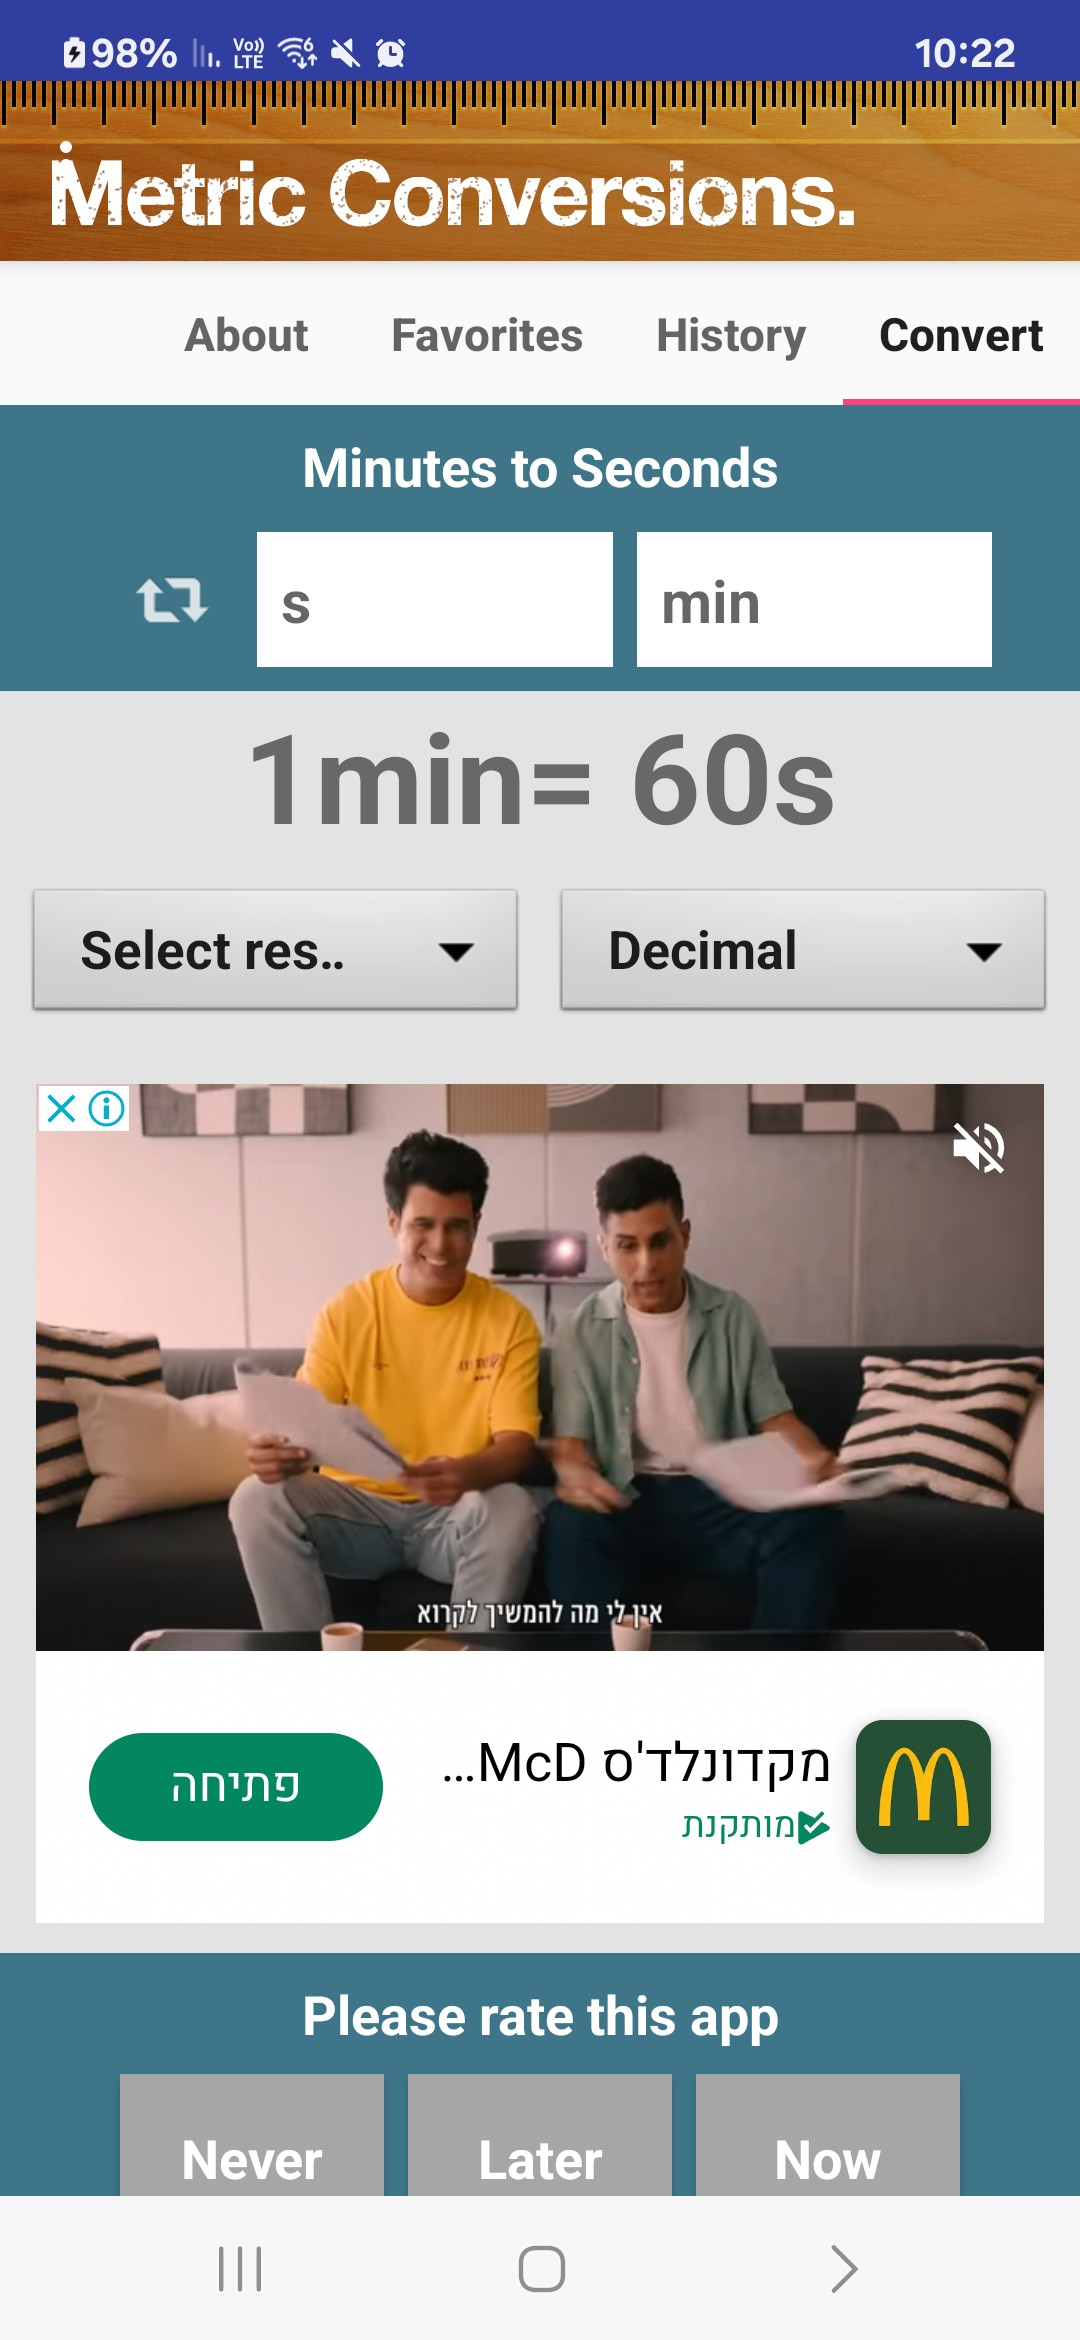 98% Vo)) LTE 6 10:22
Metric Conversions.
About Favorites History Convert
Minutes to Seconds
s min
1min= 60s
Select res.. Decimal
אין לי מה להמשיך לקרוא
מקדונלד'ס McD...
מותקנת
פתיחה
Please rate this app
Never Later Now